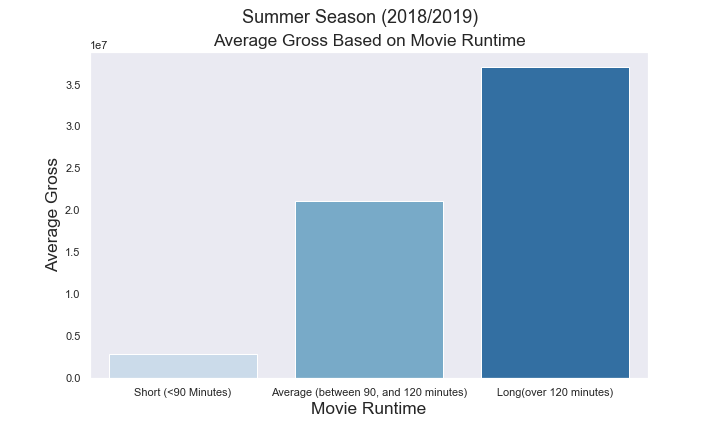 Summer Season (2018/2019)
Average Gross Based on Movie Runtime
1e7
3.5
3.0
2.5
2.0
1.5
1.0
0.5
0.0
Average Gross
Short (<90 Minutes)
Average (between 90, and 120 minutes)
Long(over 120 minutes)
Movie Runtime